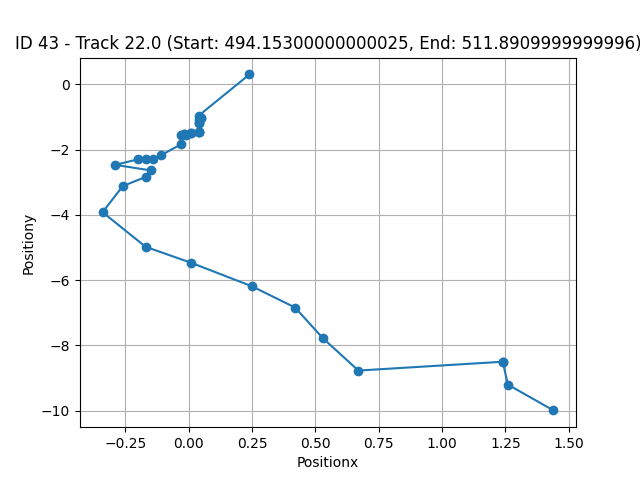 ID 43 - Track 22.0 (Start: 494.15300000000025, End: 511.8909999999996)
0
−2
−4
−6
−8
−10
Positiony
−0.25 0.00 0.25 0.50 0.75 1.00 1.25 1.50
Positionx